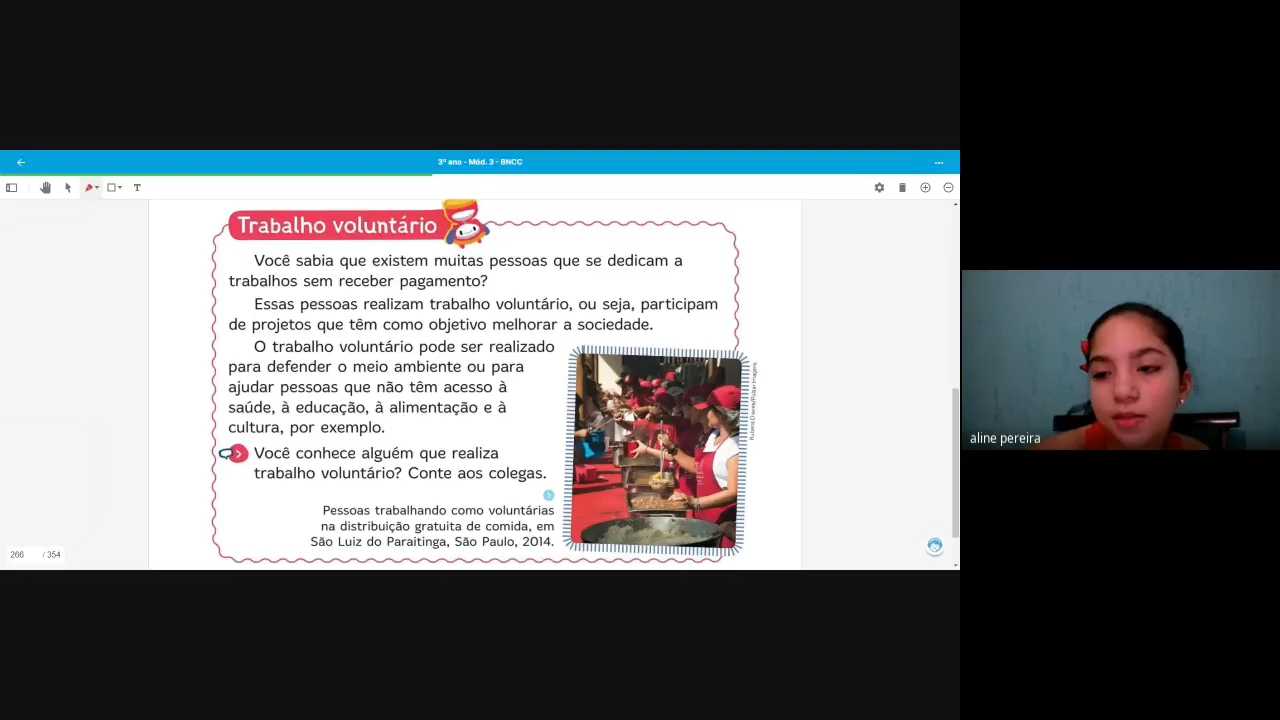 3º ano - Mód. 3 - BNCC
T
Trabalho voluntário
Você sabia que existem muitas pessoas que se dedicam a
trabalhos sem receber pagamento?
Essas pessoas realizam trabalho voluntário, ou seja, participam
de projetos que têm como objetivo melhorar a sociedade.
O trabalho voluntário pode ser realizado
para defender o meio ambiente ou para
ajudar pessoas que não têm acesso à
saúde, à educação, à alimentação e à
cultura, por exemplo.
Você conhece alguém que realiza
trabalho voluntário? Conte aos colegas.
Pessoas trabalhando como voluntárias
na distribuição gratuita de comida, em
São Luiz do Paraitinga, São Paulo, 2014.
Rubens Chaves/Pulsar Imagens
266 / 354
aline pereira